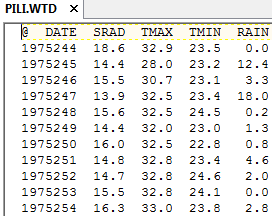 PILI.WTD ×
@ DATE SRAD TMAX TMIN RAIN
1975244 18.6 32.9 23.5 0.0
1975245 14.4 28.0 23.2 12.4
1975246 15.5 30.7 23.1 3.3
1975247 13.9 32.5 23.4 18.0
1975248 15.6 32.5 24.5 0.2
1975249 14.4 32.0 23.0 1.3
1975250 16.0 32.5 22.8 0.8
1975251 14.8 32.8 23.4 4.6
1975252 14.7 32.8 24.6 2.0
1975253 15.5 32.8 24.1 0.0
1975254 16.3 33.0 23.8 2.8